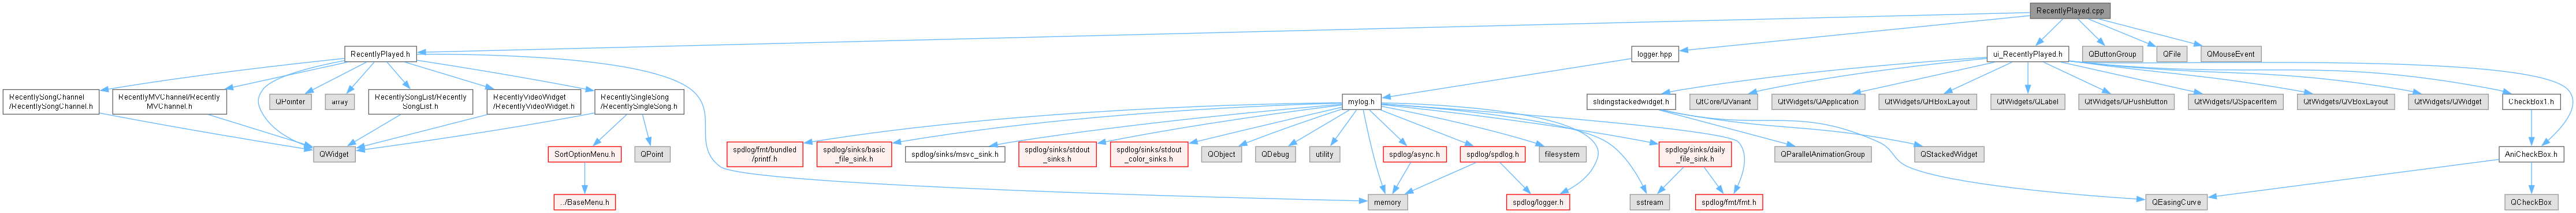 RecentlyPlayed.cpp
RecentlyPlayed.h
logger.hpp
ui_RecentlyPlayed.h
QButtonGroup
QFile
QMouseEvent
RecentlySongChannel
/RecentlySongChannel.h
RecentlyMVChannel/Recently
MVChannel.h
QPointer
array
RecentlySongList/Recently
SongList.h
RecentlyVideoWidget
/RecentlyVideoWidget.h
RecentlySingleSong
/RecentlySingleSong.h
mylog.h
slidingstackedwidget.h
QtCore/QVariant
QtWidgets/QApplication
QtWidgets/QHBoxLayout
QtWidgets/QLabel
QtWidgets/QPushButton
QtWidgets/QSpacerItem
QtWidgets/QVBoxLayout
QtWidgets/QWidget
CheckBox1.h
QWidget
SortOptionMenu.h
QPoint
spdlog/fmt/bundled
/printf.h
spdlog/sinks/basic
_file_sink.h
spdlog/sinks/msvc_sink.h
spdlog/sinks/stdout
_sinks.h
spdlog/sinks/stdout
_color_sinks.h
QObject
QDebug
utility
spdlog/async.h
spdlog/spdlog.h
filesystem
spdlog/sinks/daily
_file_sink.h
QParallelAnimationGroup
QStackedWidget
AniCheckBox.h
../BaseMenu.h
memory
spdlog/logger.h
sstream
spdlog/fmt/fmt.h
QEasingCurve
QCheckBox